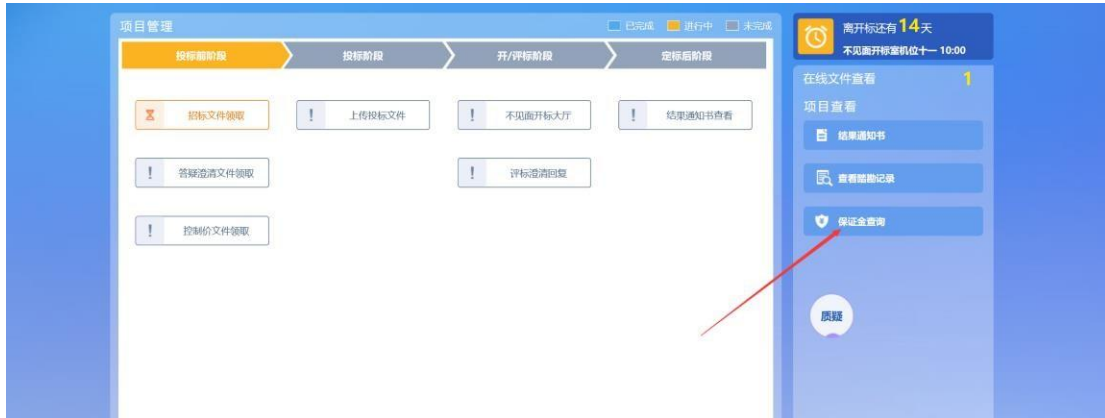 项目管理
已完成 进行中 未完成
投标前阶段 投标阶段 开/评标阶段 定标后阶段
招标文件领取 上传投标文件 不见面开标大厅 结果通知书查看
答疑澄清文件领取 评标澄清回复
控制价文件领取
离开标还有14天
不见面开标室机位十一 10:00
在线文件查看 1
项目查看
结果通知书
查看踏勘记录
保证金查询
质疑